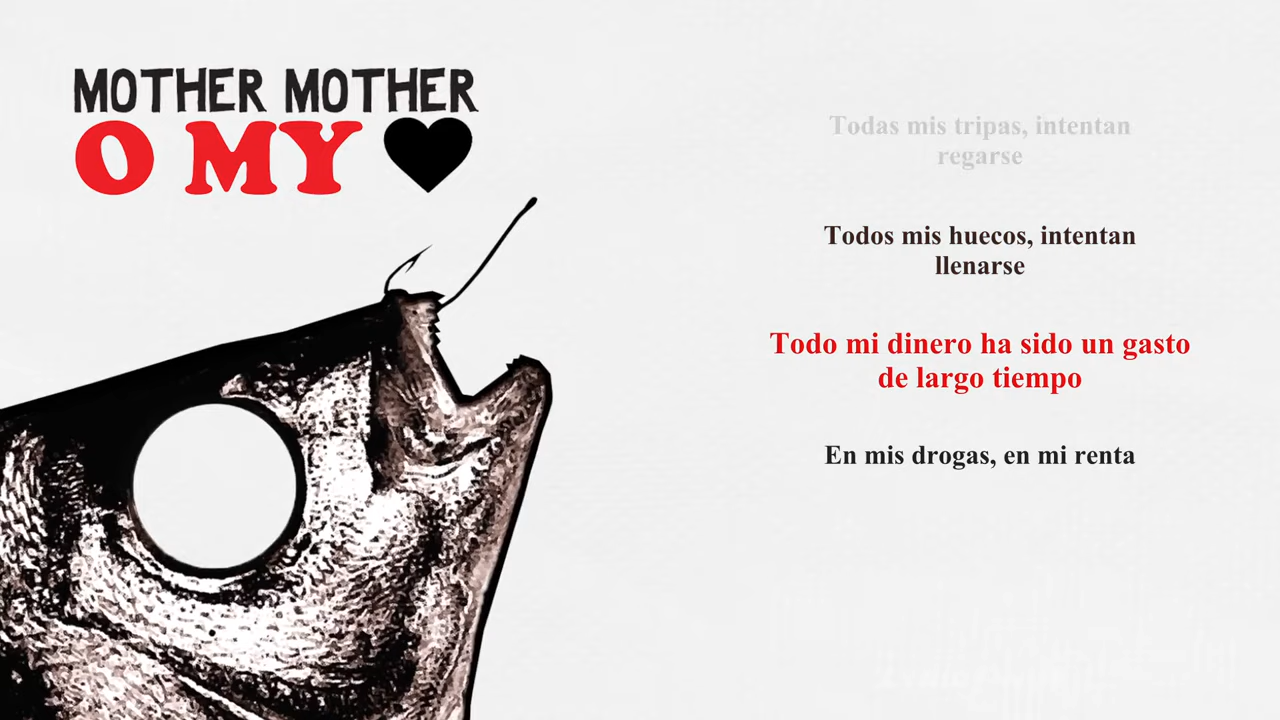 MOTHER MOTHER
O MY
Todas mis tripas, intentan
regarse
Todos mis huecos, intentan
llenarse
Todo mi dinero ha sido un gasto
de largo tiempo
En mis drogas, en mi renta